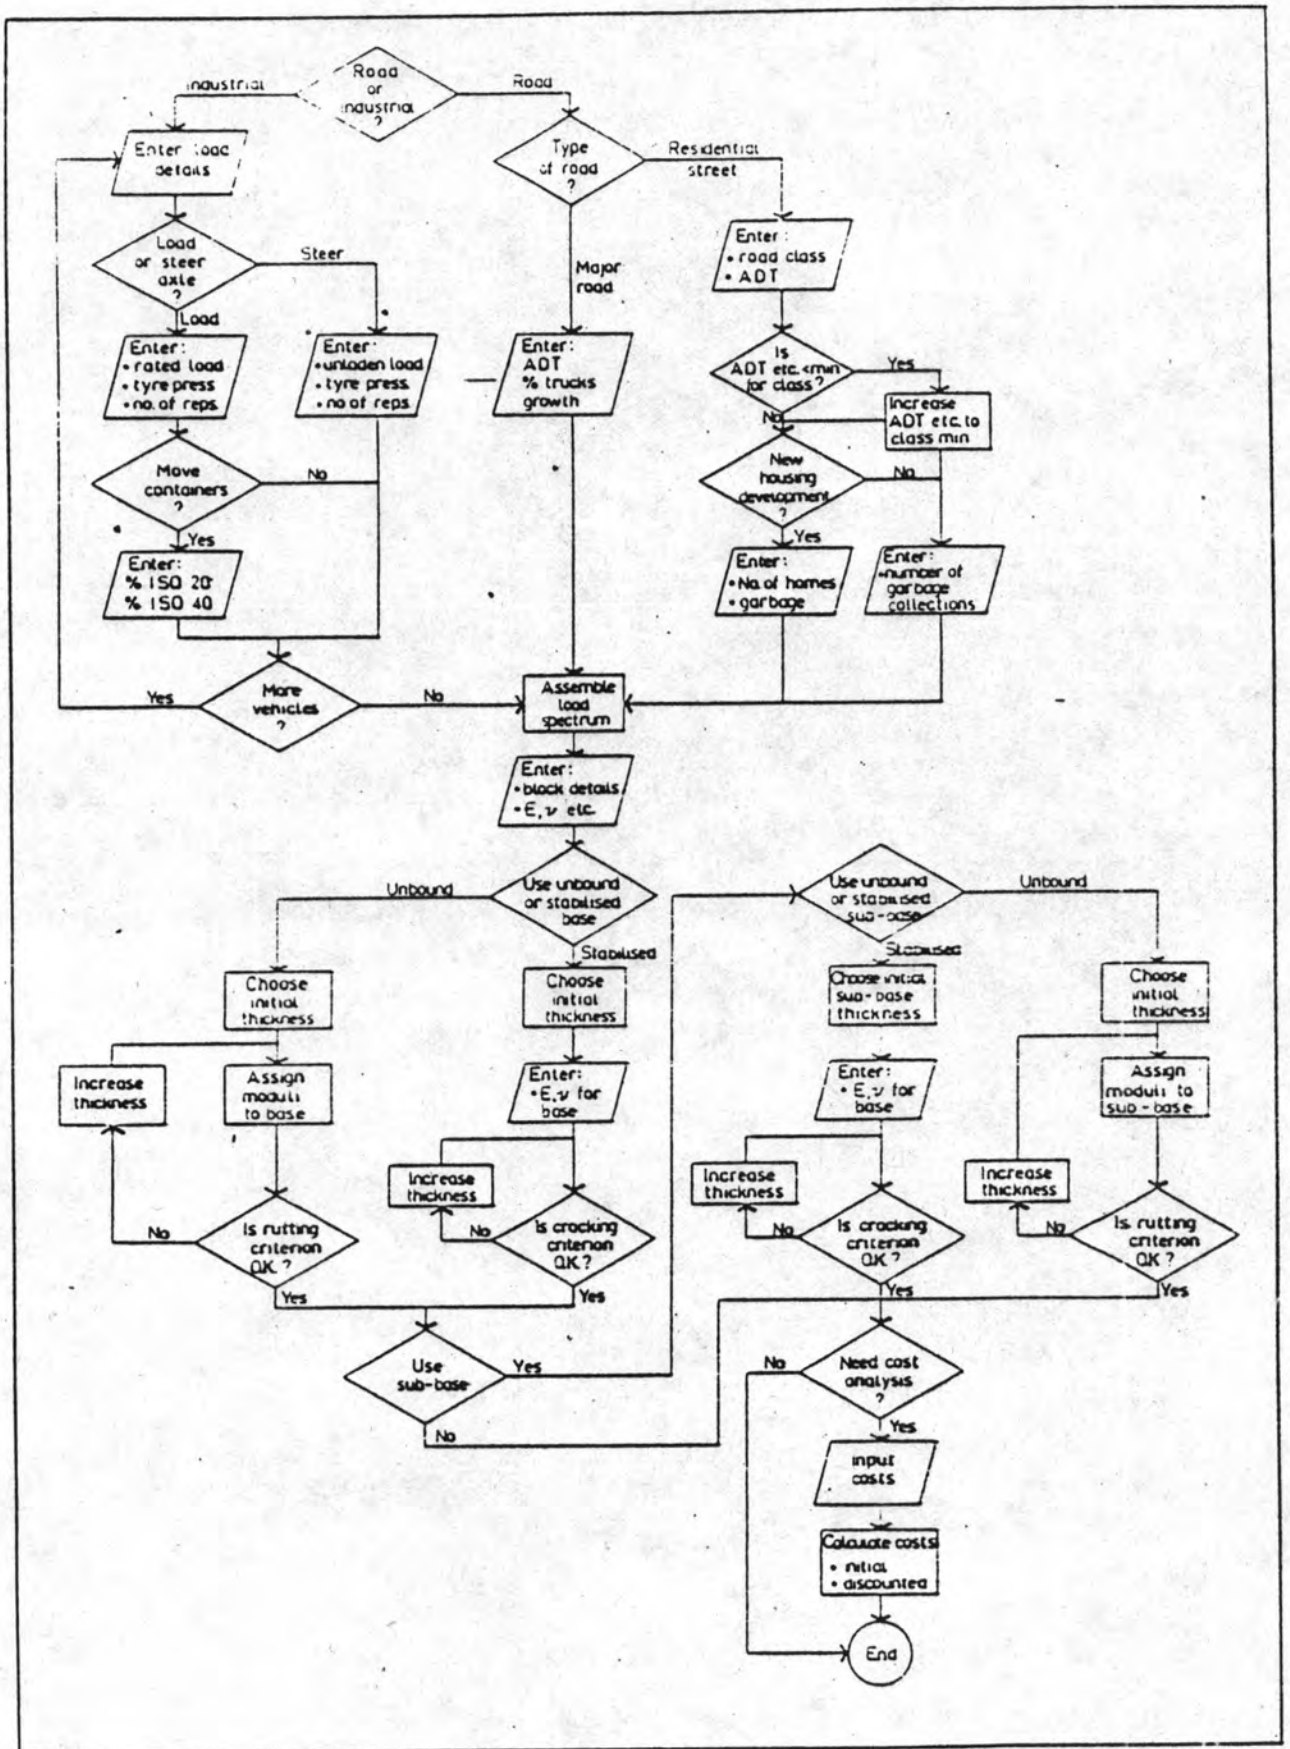 Road
or
industrial
?
Industrial
Road
Enter load
details
Type
of road
?
Residential
street
Load
or steer
axle
?
Steer
Load
Major
road
Enter:
• road class
• ADT
Enter:
• rated load
• tyre press
• no. of reps
Enter:
• unladen load
• tyre press
• no of reps
Enter:
ADT
% trucks
growth
Is
ADT etc. <min
for class?
Yes
No
Increase
ADT etc. to
class min
Move
containers
?
No
Yes
New
housing
development
?
No
Yes
Enter:
% ISO 20'
% ISO 40
Enter:
• No. of homes
• garbage
Enter:
• number of
garbage
collections
More
vehicles
?
Yes
No
Assemble
load
spectrum
Enter:
• block details
• E, ν etc.
Use unbound
or stabilised
base
Unbound
Stabilised
Use unbound
or stabilised
sub-base
Unbound
Stabilised
Choose
initial
thickness
Choose
initial
thickness
Choose initial
sub-base
thickness
Choose
initial
thickness
Increase
thickness
Assign
moduli
to base
Enter:
• E, ν for
base
Enter:
• E, ν for
base
Assign
moduli to
sub-base
Increase
thickness
Increase
thickness
Increase
thickness
No
Is rutting
criterion
O.K.?
Yes
No
Is cracking
criterion
O.K.?
Yes
No
Is cracking
criterion
O.K.?
Yes
No
Is rutting
criterion
O.K.?
Yes
Use
sub-base
Yes
No
Need cost
analysis
?
No
Yes
Input
costs
Calculate costs
• initial
• discounted
End